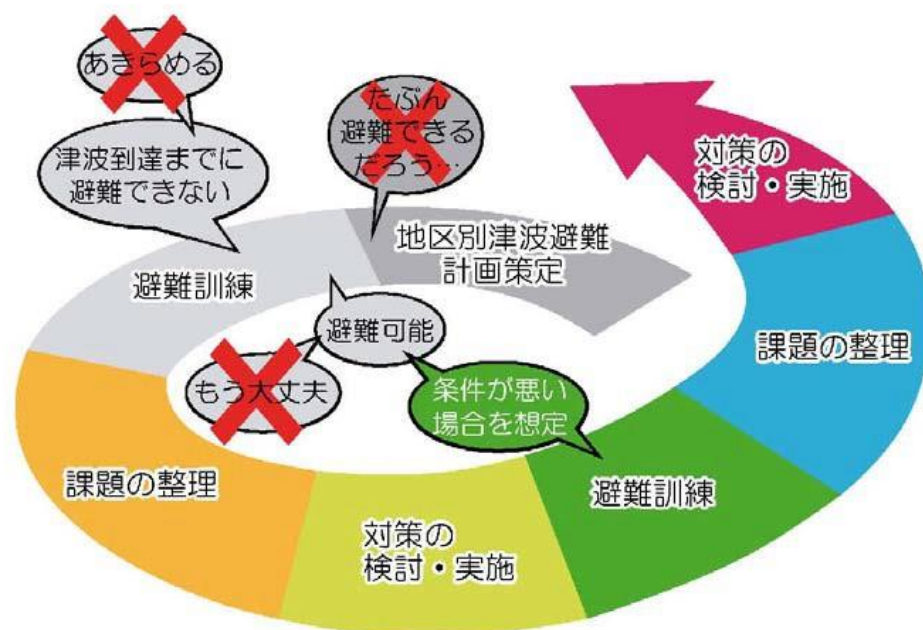 あきらめる
津波到達までに
避難できない
たぶん
避難できる
だろう…
対策の
検討・実施
地区別津波避難
計画策定
避難訓練
避難可能
もう大丈夫
条件が悪い
場合を想定
課題の整理
課題の整理
避難訓練
対策の
検討・実施